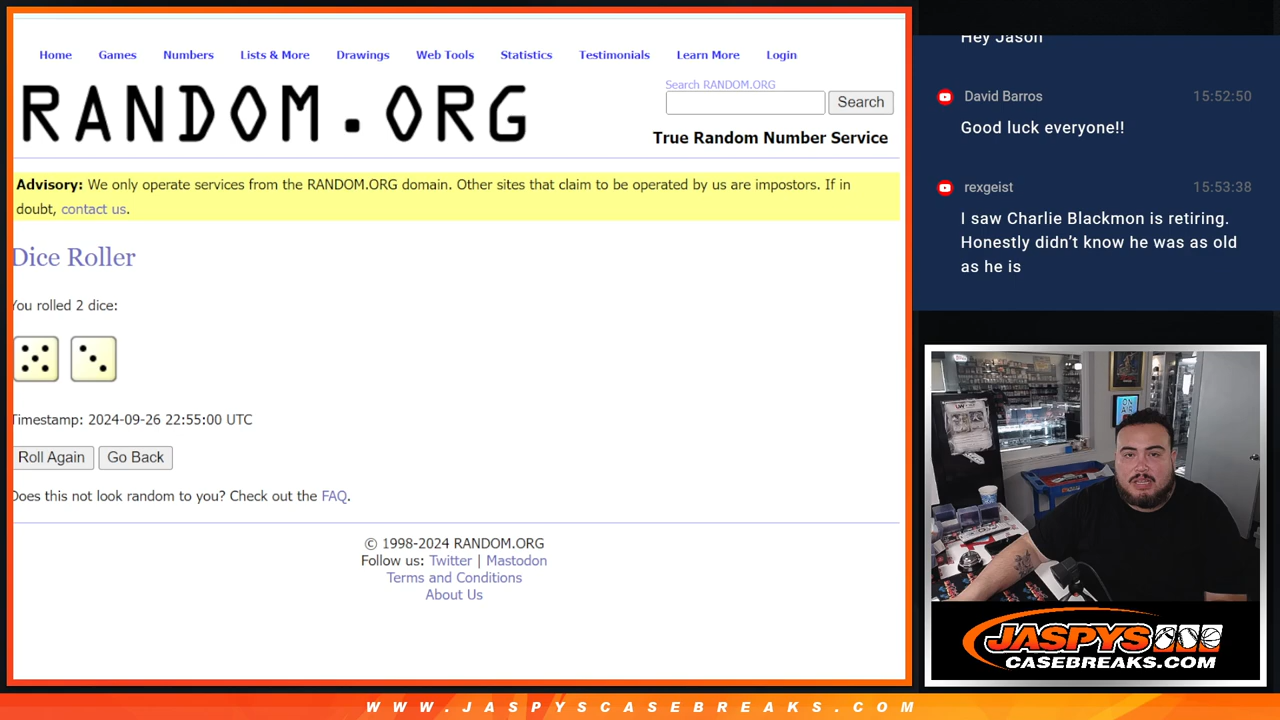 Home Games Numbers Lists & More Drawings Web Tools Statistics Testimonials Learn More Login
RANDOM.ORG
Search RANDOM.ORG
Search
True Random Number Service
Advisory: We only operate services from the RANDOM.ORG domain. Other sites that claim to be operated by us are impostors. If in
doubt, contact us.
Dice Roller
You rolled 2 dice:
Timestamp: 2024-09-26 22:55:00 UTC
Roll Again Go Back
Does this not look random to you? Check out the FAQ.
© 1998-2024 RANDOM.ORG
Follow us: Twitter | Mastodon
Terms and Conditions
About Us
Hey Jason
David Barros 15:52:50
Good luck everyone!!
rexgeist 15:53:38
I saw Charlie Blackmon is retiring.
Honestly didn’t know he was as old
as he is
ON AIR
JASPYS
CASEBREAKS.COM
WWW.JASPYSCASEBREAKS.COM